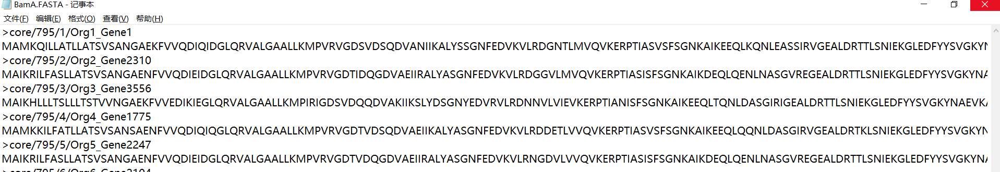 BamA.FASTA - 记事本
文件(F) 编辑(E) 格式(O) 查看(V) 帮助(H)
>core/795/1/Org1_Gene1
MAMKQILLATLLATSVSANGAEKFVVQDIQIDGLQRVALGAALLKMPVRVGDSVDSQDVANIIKALYSSGNFEDVKVLRDGNTLMVQVKERPTIASVSFSGNKAIKEEQLKQNLEASSIRVGEALDRTTLSNIEKGLEDFYYSVGKYN
>core/795/2/Org2_Gene2310
MAIKRILFASLLATSVSANGAENFVVQDIEIDGLQRVALGAALLKMPVRVGDTIDQGDVAEIIRALYASGNFEDVKVLRDGGVLMVQVKERPTIASISFSGNKAIKDEQLQENLNASGVREGEALDRTTLSNIEKGLEDFYYSVGKYNA
>core/795/3/Org3_Gene3556
MAIKHLLLTSLLLTSTVVNGAEKFVVEDIKIEGLQRVALGAALLKMPIRIGDSVDQQDVAKIIKSLYDSGNYEDVRVLRDNNVLVIEVKERPTIANISFSGNKAIKEEQLTQNLDASGIRIGEALDRTTLSNIEKGLEDFYYSVGKYNAEVKA
>core/795/4/Org4_Gene1775
MAMKKILFATLLATSVSANSAENFVVQDIQIQGLQRVALGAALLKMPVRVGDTVDSQDVAEIIKALYASGNFEDVKVLRDDETLVVQVKERPTIASVSFSGNKAIKEEQLQQNLDASGIRVGEALDRTKLSNIEKGLEDFYYSVGKYN
>core/795/5/Org5_Gene2247
MAIKRILFASLLATSVSANGAENFVVQDIEIDGLQRVALGAALLKMPVRVGDTVDQGDVAEIIRALYASGNFEDVKVLRNGDVLVVQVKERPTIASISFSGNKAIKDEQLQENLNASGVREGEALDRTTLSNIEKGLEDFYYSVGKYNA
>core/795/6/Org6_Gene2104